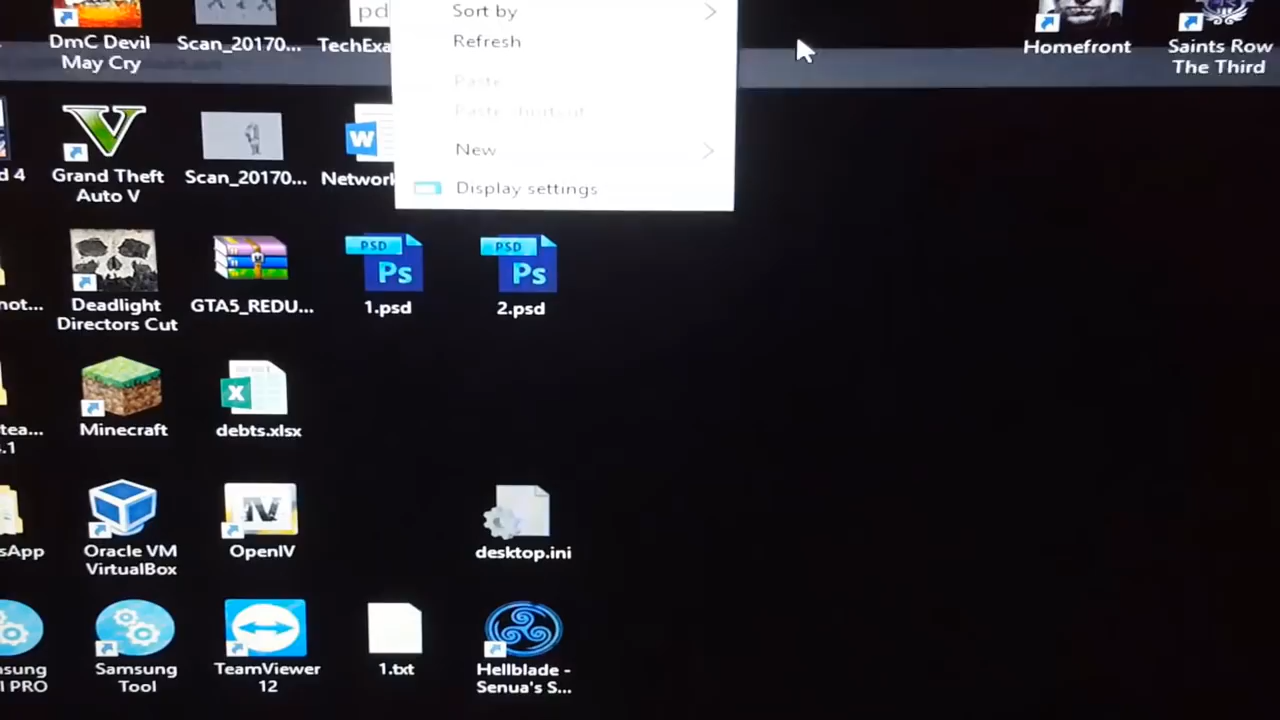 DmC Devil
May Cry
Scan_20170...
TechExa
pd
Sort by
Refresh
Paste
Paste shortcut
New
Display settings
Homefront
Saints Row
The Third
d 4
Grand Theft
Auto V
Scan_20170...
W
Network
not...
Deadlight
Directors Cut
GTA5_REDU...
PSD
Ps
1.psd
PSD
Ps
2.psd
tea...
.1
Minecraft
X
debts.xlsx
sApp
Oracle VM
VirtualBox
IV
OpenIV
desktop.ini
sung
l PRO
Samsung
Tool
TeamViewer
12
1.txt
Hellblade -
Senua's S...